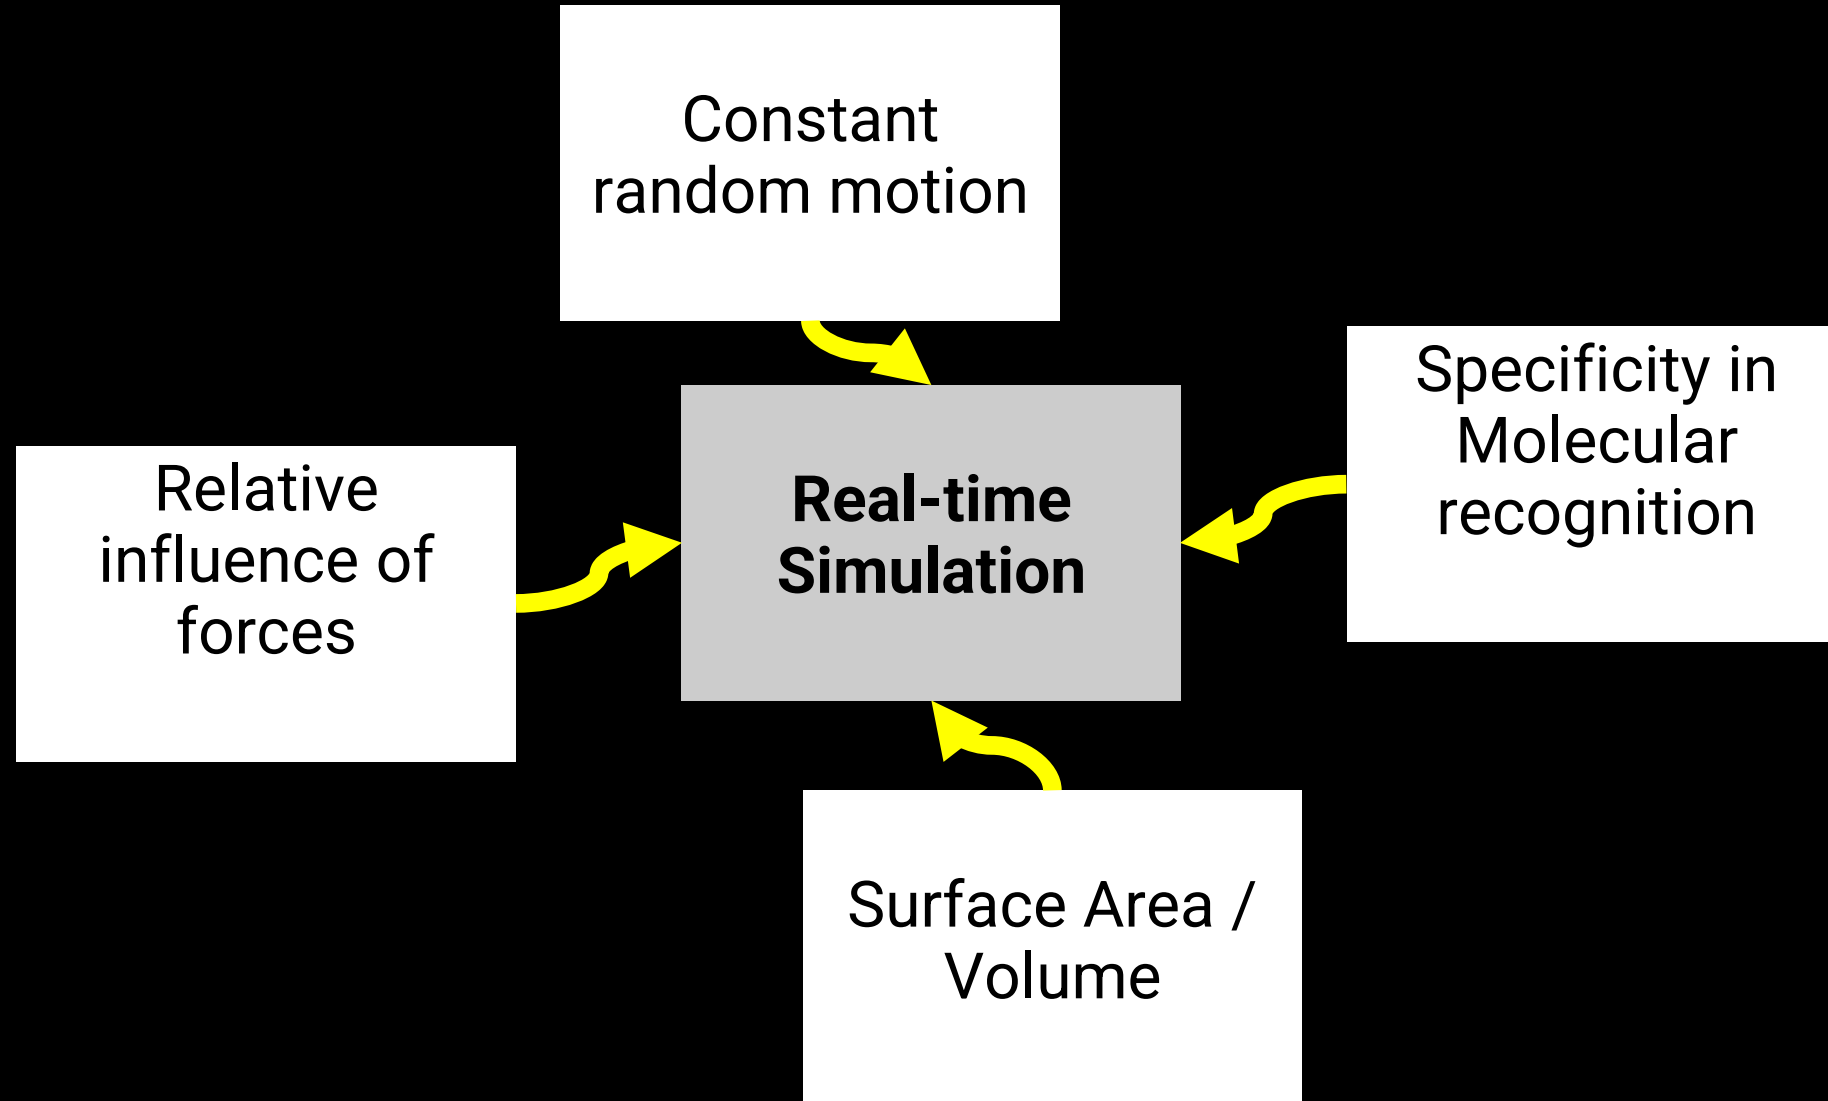 Constant
random motion
Specificity in
Molecular
recognition
Relative
influence of
forces
Real-time
Simulation
Surface Area /
Volume